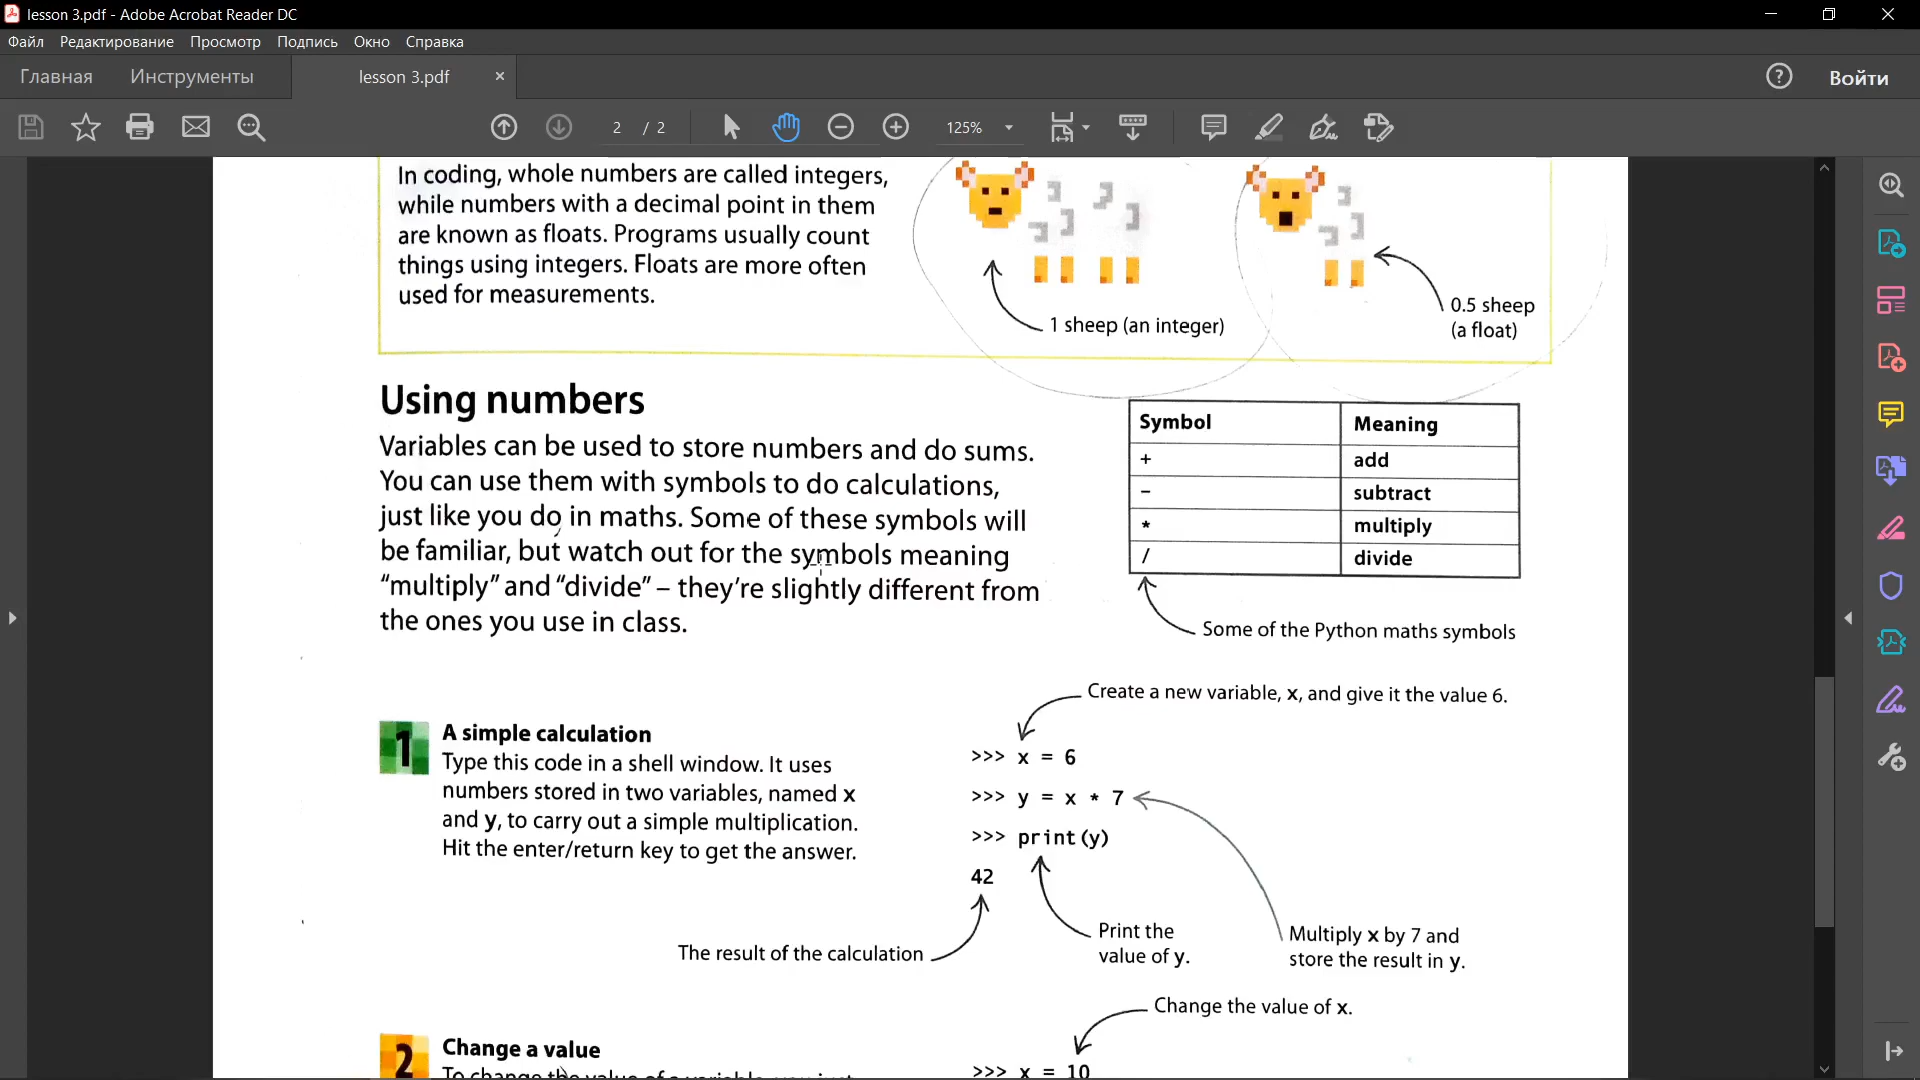 lesson 3.pdf - Adobe Acrobat Reader DC
Файл Редактирование Просмотр Подпись Окно Справка
Главная Инструменты lesson 3.pdf × Войти
2 / 2 125%
In coding, whole numbers are called integers,
while numbers with a decimal point in them
are known as floats. Programs usually count
things using integers. Floats are more often
used for measurements.
1 sheep (an integer)
0.5 sheep
(a float)
Using numbers
Variables can be used to store numbers and do sums.
You can use them with symbols to do calculations,
just like you do in maths. Some of these symbols will
be familiar, but watch out for the symbols meaning
“multiply” and “divide” – they’re slightly different from
the ones you use in class.
Symbol Meaning
+ add
− subtract
* multiply
/ divide
Some of the Python maths symbols
1
A simple calculation
Type this code in a shell window. It uses
numbers stored in two variables, named x
and y, to carry out a simple multiplication.
Hit the enter/return key to get the answer.
Create a new variable, x, and give it the value 6.
>>> x = 6
>>> y = x * 7
>>> print(y)
42
The result of the calculation
Print the
value of y.
Multiply x by 7 and
store the result in y.
2
Change a value
To change the value of a variable, you just
Change the value of x.
>>> x = 10